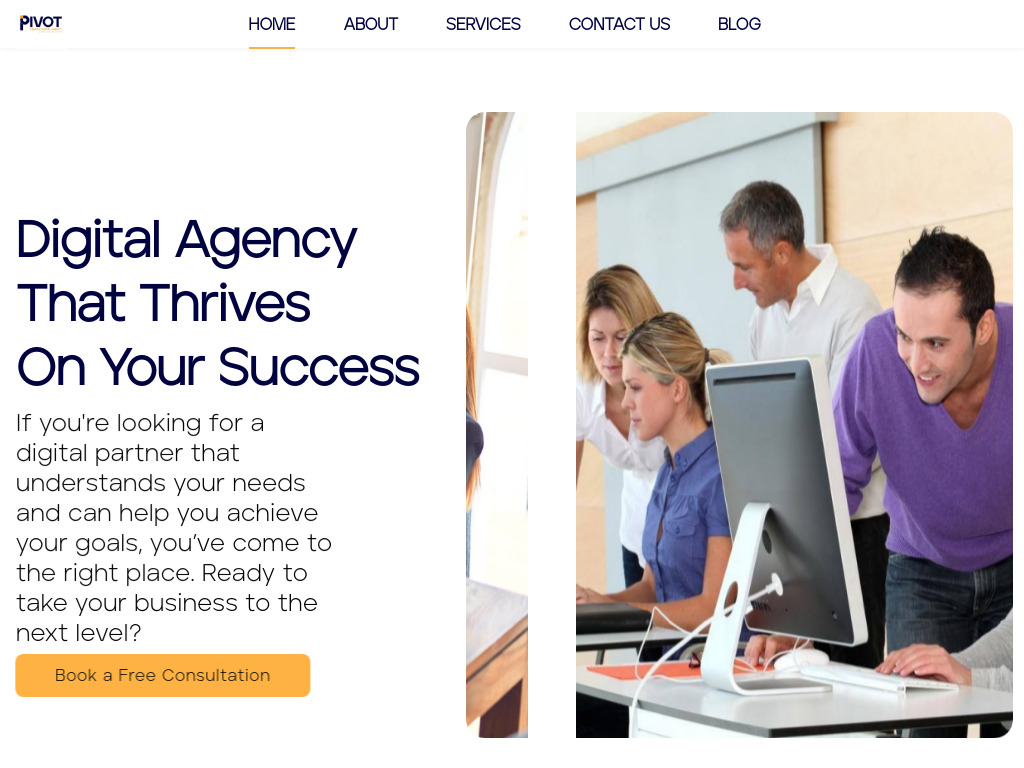 PIVOT
HOME
ABOUT
SERVICES
CONTACT US
BLOG
Digital Agency
That Thrives
On Your Success
If you're looking for a
digital partner that
understands your needs
and can help you achieve
your goals, you’ve come to
the right place. Ready to
take your business to the
next level?
Book a Free Consultation